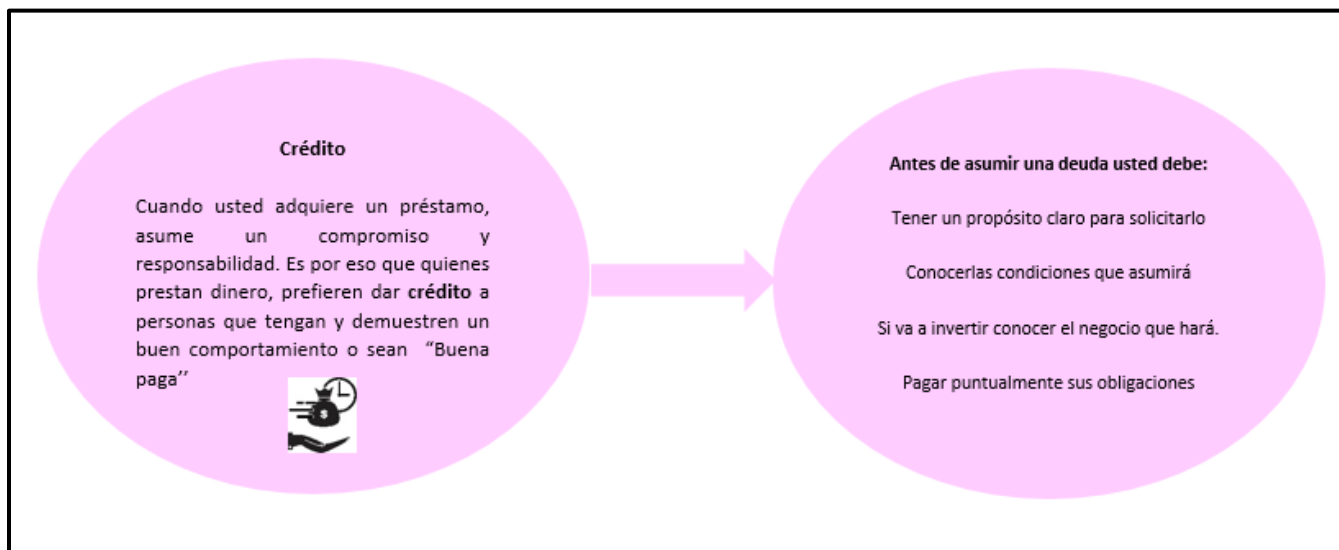 Crédito
Cuando usted adquiere un préstamo,
asume un compromiso y
responsabilidad. Es por eso que quienes
prestan dinero, prefieren dar crédito a
personas que tengan y demuestren un
buen comportamiento o sean “Buena
paga’’
$
Antes de asumir una deuda usted debe:
Tener un propósito claro para solicitarlo
Conocerlas condiciones que asumirá
Si va a invertir conocer el negocio que hará.
Pagar puntualmente sus obligaciones